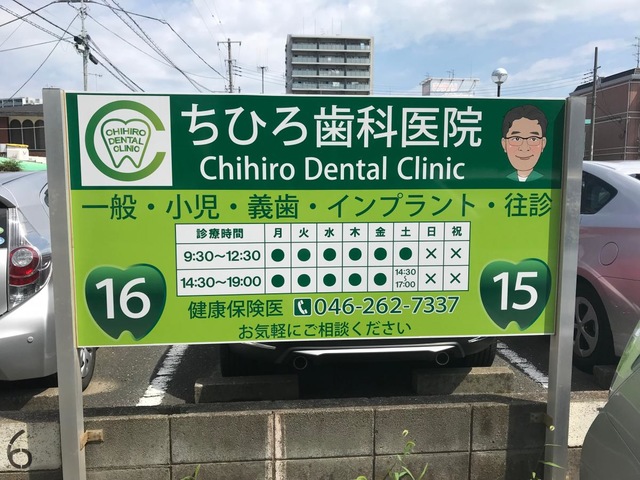 CHIHIRO
DENTAL
CLINIC
ちひろ歯科医院
Chihiro Dental Clinic
一般・小児・義歯・インプラント・往診
診療時間 月 火 水 木 金 土 日 祝
9:30～12:30 ● ● ● ● ● ● × ×
14:30～19:00 ● ● ● ● ● 14:30～17:00 × ×
16
15
健康保険医 046-262-7337
お気軽にご相談ください
6